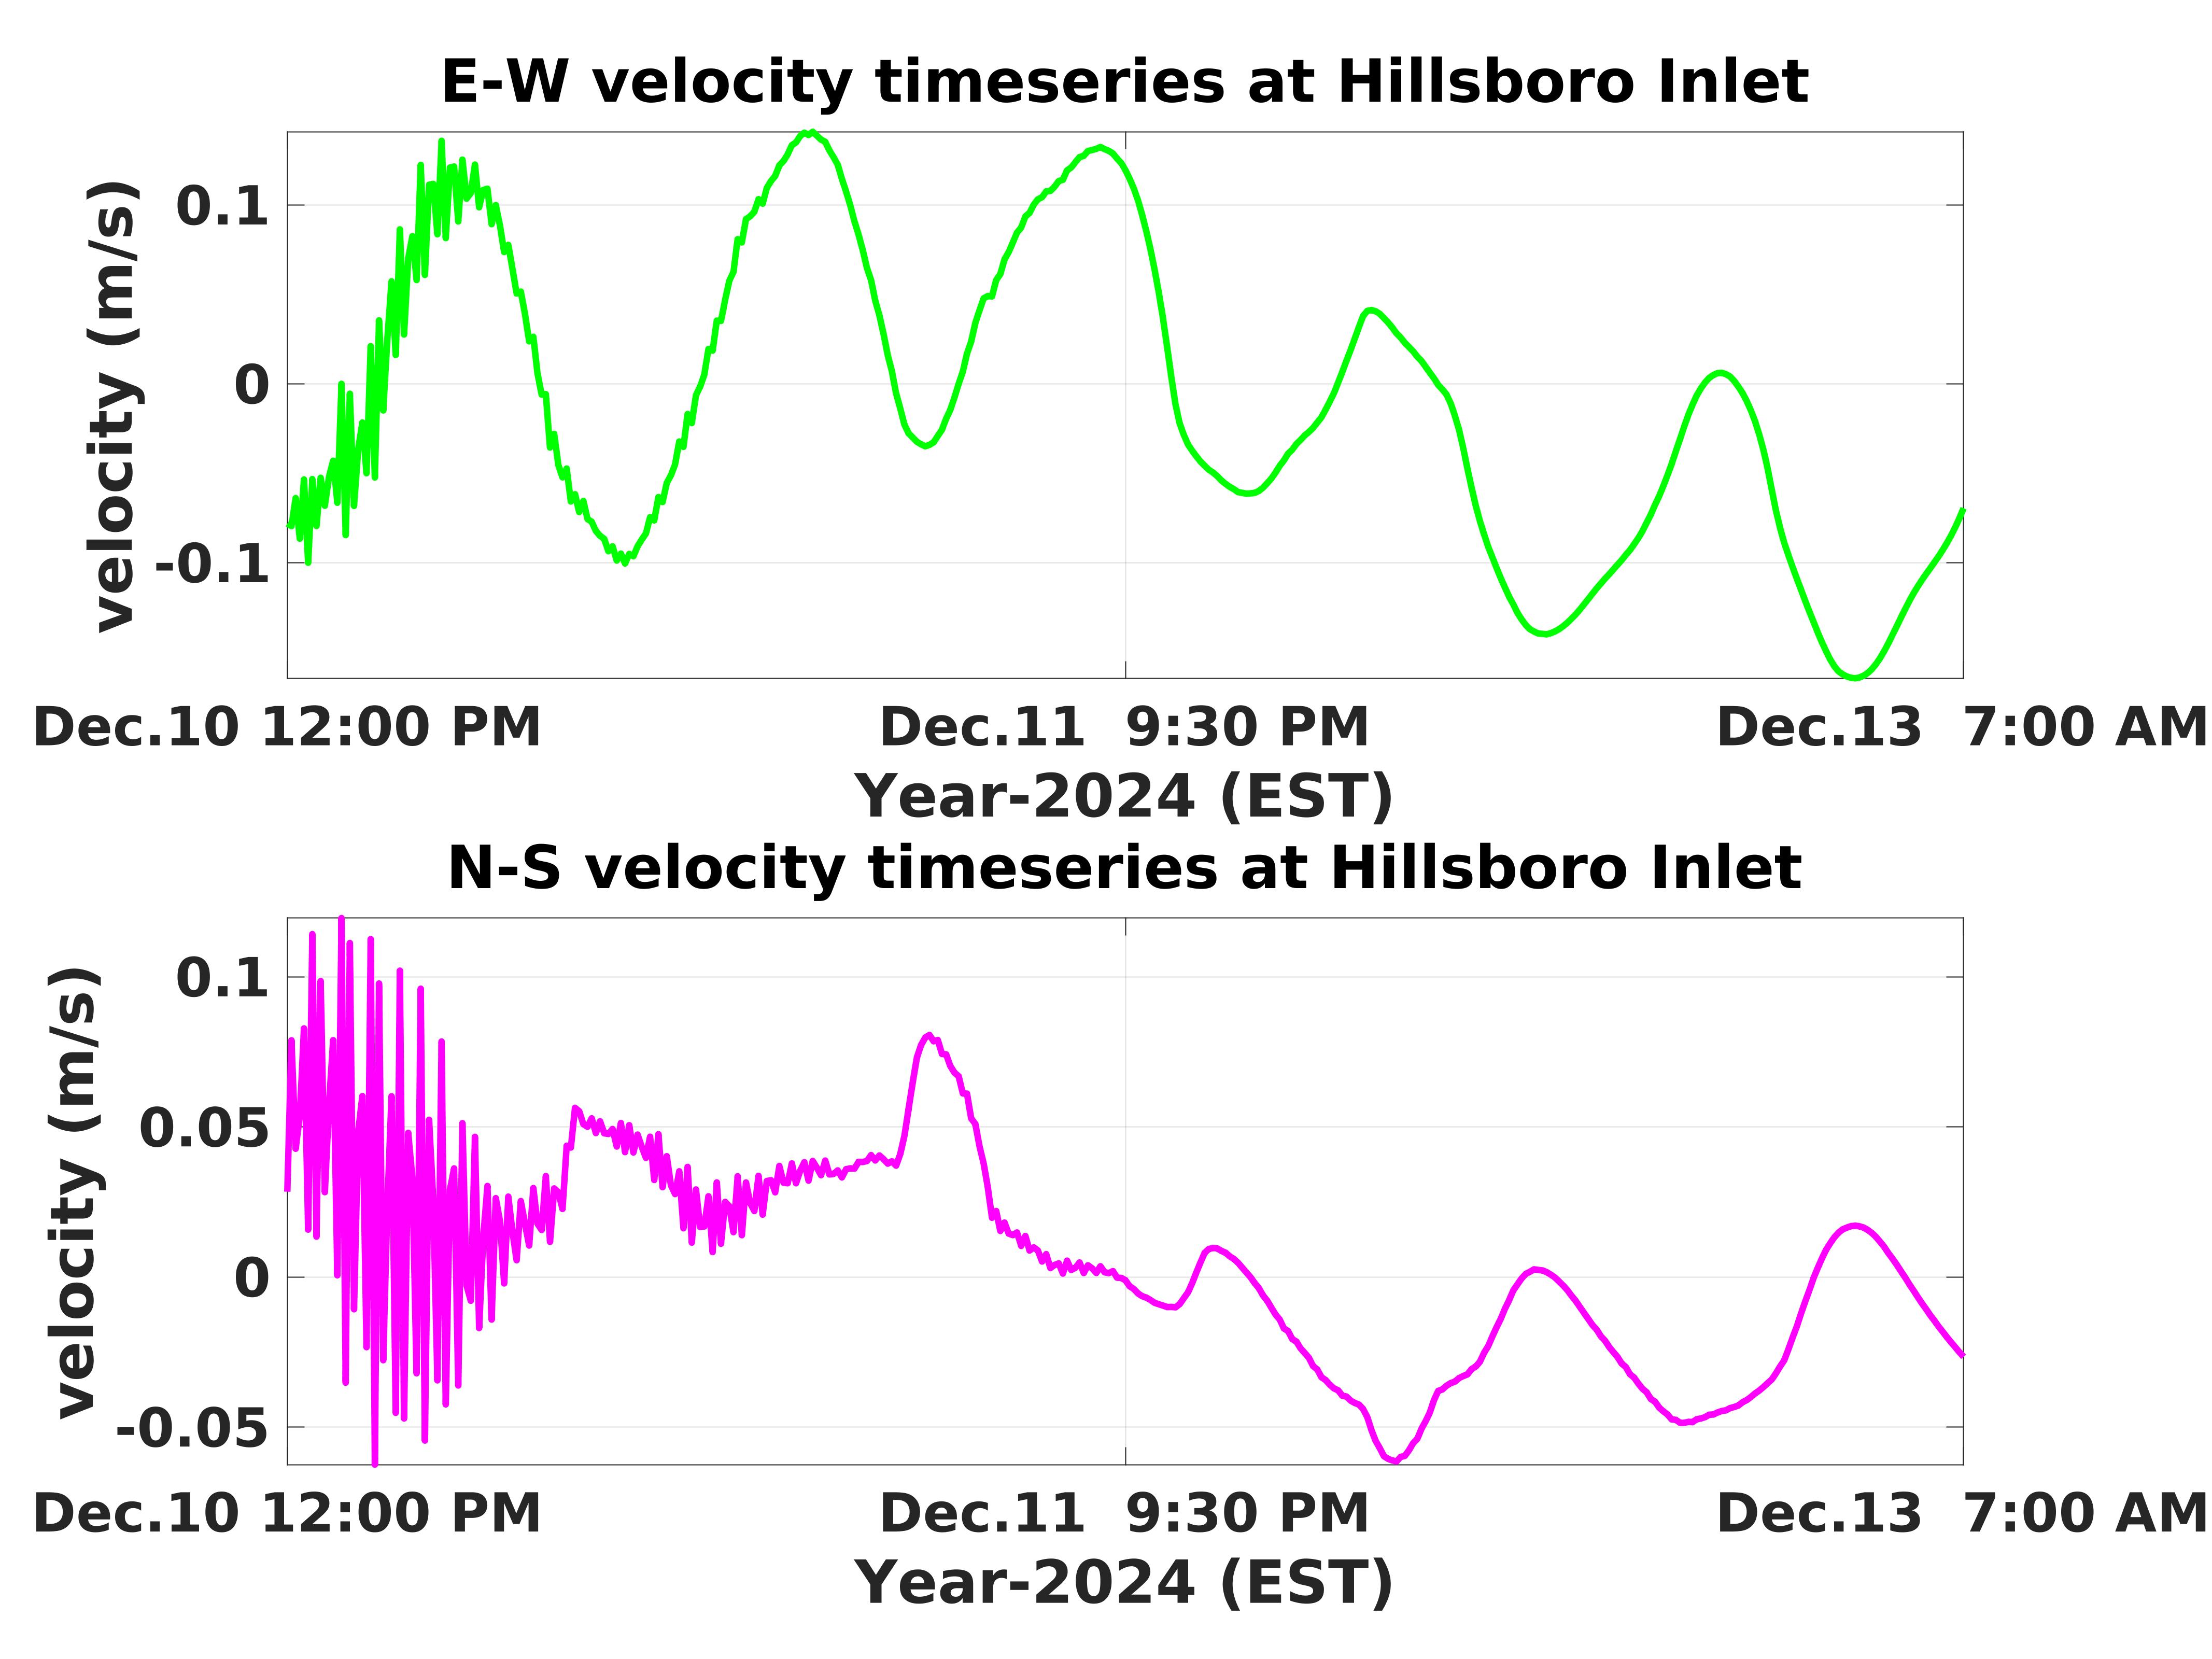 E-W velocity timeseries at Hillsboro Inlet
velocity (m/s)
0.1
0
-0.1
Dec.10 12:00 PM Dec.11  9:30 PM Dec.13  7:00 AM
Year-2024 (EST)
N-S velocity timeseries at Hillsboro Inlet
velocity (m/s)
0.1
0.05
0
-0.05
Dec.10 12:00 PM Dec.11  9:30 PM Dec.13  7:00 AM
Year-2024 (EST)